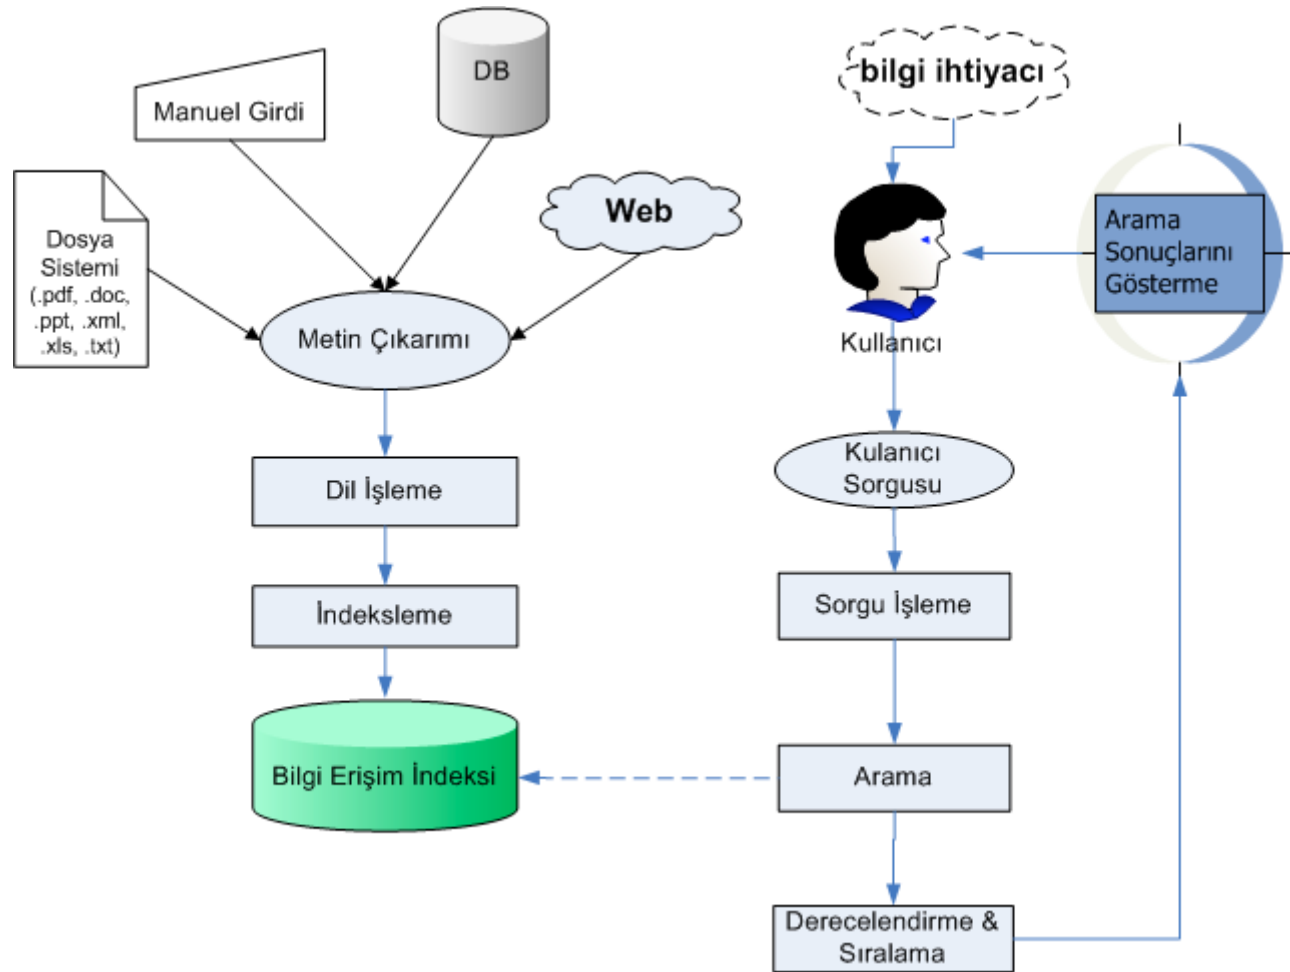 Manuel Girdi
DB
Dosya
Sistemi
(.pdf, .doc,
.ppt, .xml,
.xls, .txt)
Web
Metin Çıkarımı
Dil İşleme
İndeksleme
Bilgi Erişim İndeksi
bilgi ihtiyacı
Kullanıcı
Kulanıcı
Sorgusu
Sorgu İşleme
Arama
Derecelendirme &
Sıralama
Arama
Sonuçlarını
Gösterme